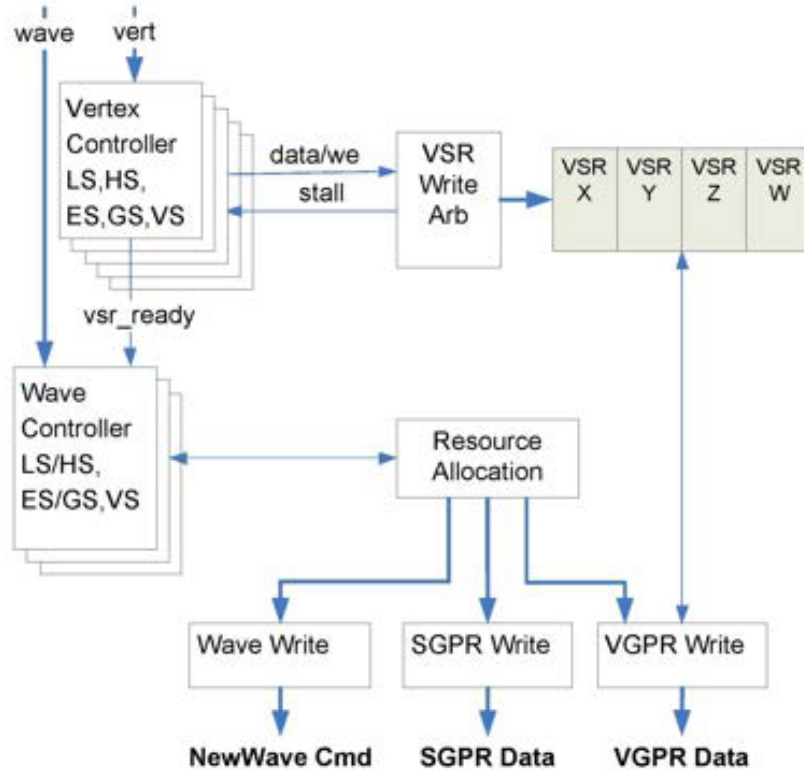 wave
vert
Vertex
Controller
LS,HS,
ES,GS,VS
data/we
stall
VSR
Write
Arb
VSR
X
VSR
Y
VSR
Z
VSR
W
vsr_ready
Wave
Controller
LS/HS,
ES/GS,VS
Resource
Allocation
Wave Write
SGPR Write
VGPR Write
NewWave Cmd
SGPR Data
VGPR Data